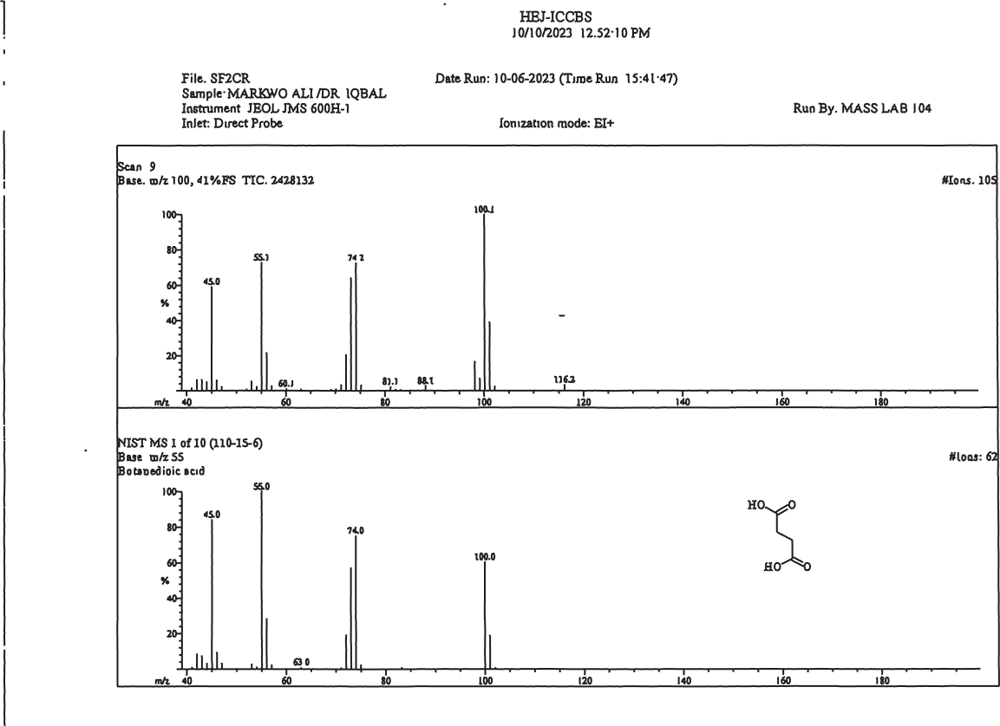 HEJ-ICCBS
10/10/2023 12.52·10 PM
File. SF2CR Date Run: 10-06-2023 (Time Run 15:41·47)
Sample· MARKWO ALI /DR IQBAL
Instrument JEOL JMS 600H-1 Run By. MASS LAB 104
Inlet: Direct Probe Ionization mode: EI+
Scan 9
Base. m/z 100, 41%FS TIC. 2428132 #Ions. 105
100.1
100
80
55.1 74 2
60
45.0
%
40
20
60.1 81.1 88.1 116.2
m/z 40 60 80 100 120 140 160 180
NIST MS 1 of 10 (110-15-6)
Base m/z 55 #Ions: 62
Botanedioic acid
55.0
100
45.0
80
74.0
HO O
60
100.0
HO O
%
40
20
63 0
m/z 40 60 80 100 120 140 160 180